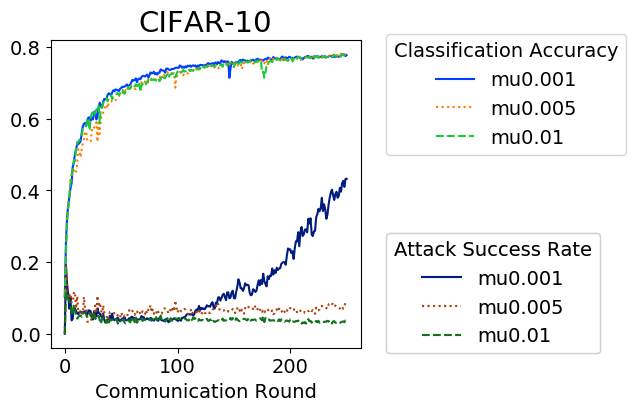 CIFAR-10
0.8
0.6
0.4
0.2
0.0
0
100
200
Communication Round
Classification Accuracy
mu0.001
mu0.005
mu0.01
Attack Success Rate
mu0.001
mu0.005
mu0.01